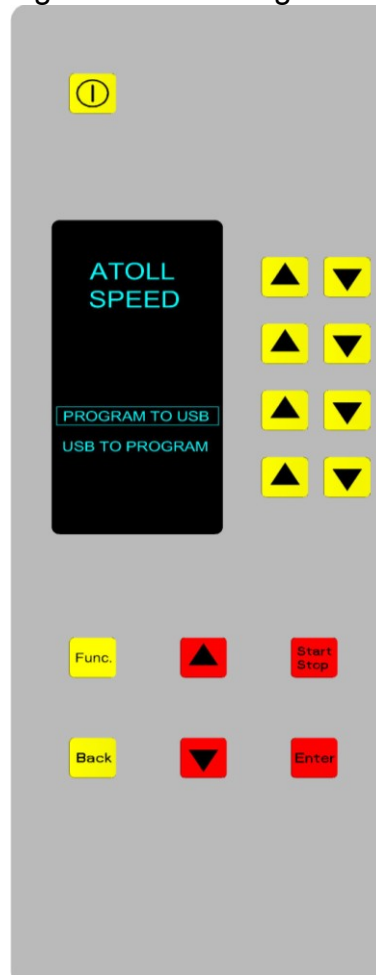 ATOLL
SPEED
PROGRAM TO USB
USB TO PROGRAM
Func.
Start
Stop
Back
Enter